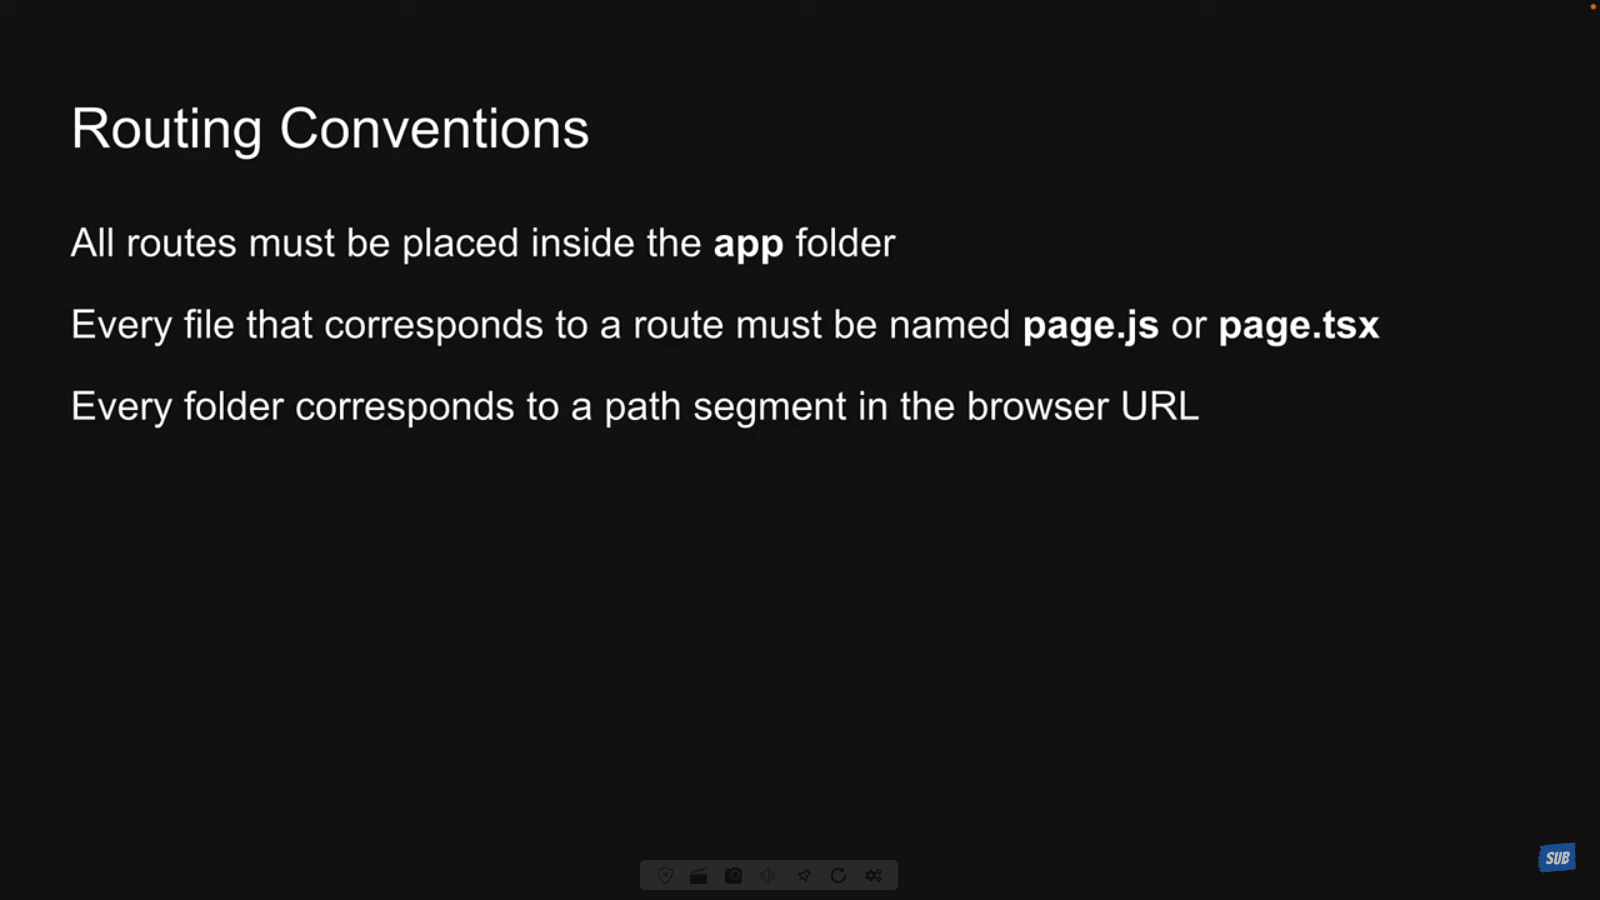 Routing Conventions
All routes must be placed inside the app folder
Every file that corresponds to a route must be named page.js or page.tsx
Every folder corresponds to a path segment in the browser URL
SUB